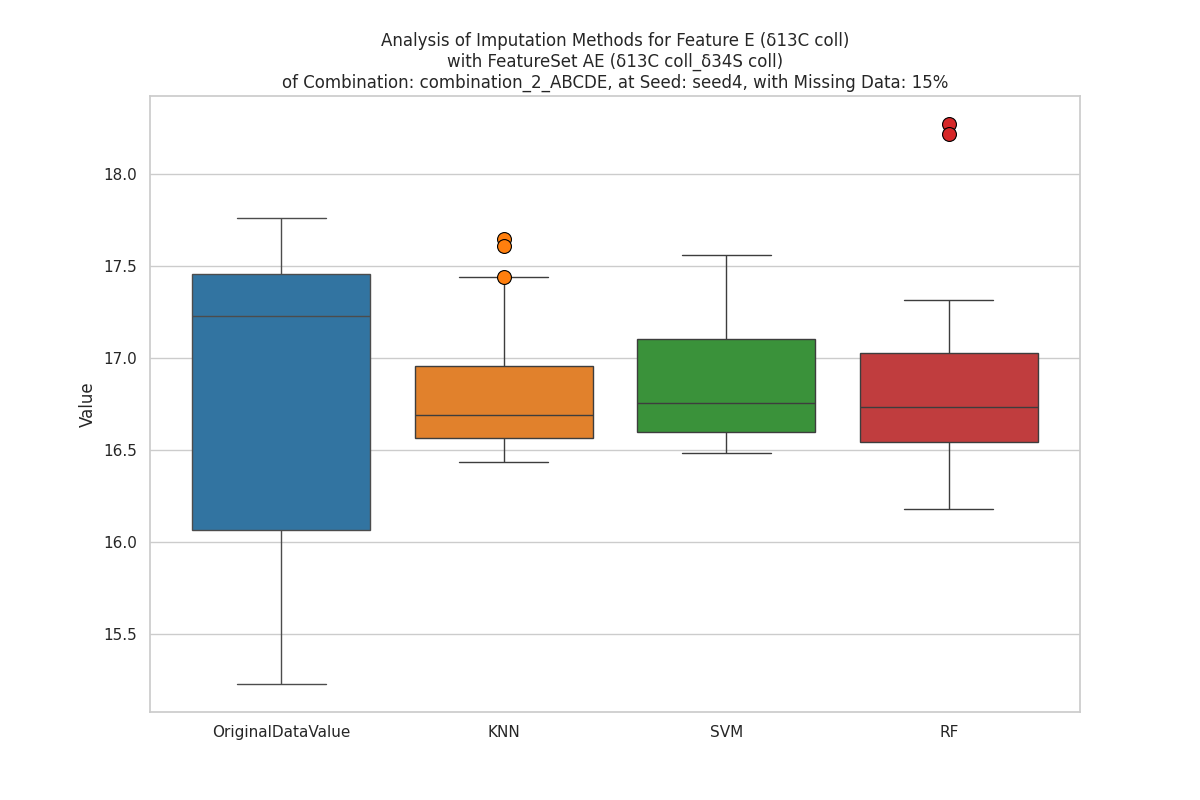 Analysis of Imputation Methods for Feature E (δ13C coll)
with FeatureSet AE (δ13C coll_δ34S coll)
of Combination: combination_2_ABCDE, at Seed: seed4, with Missing Data: 15%
Value
18.0
17.5
17.0
16.5
16.0
15.5
OriginalDataValue
KNN
SVM
RF